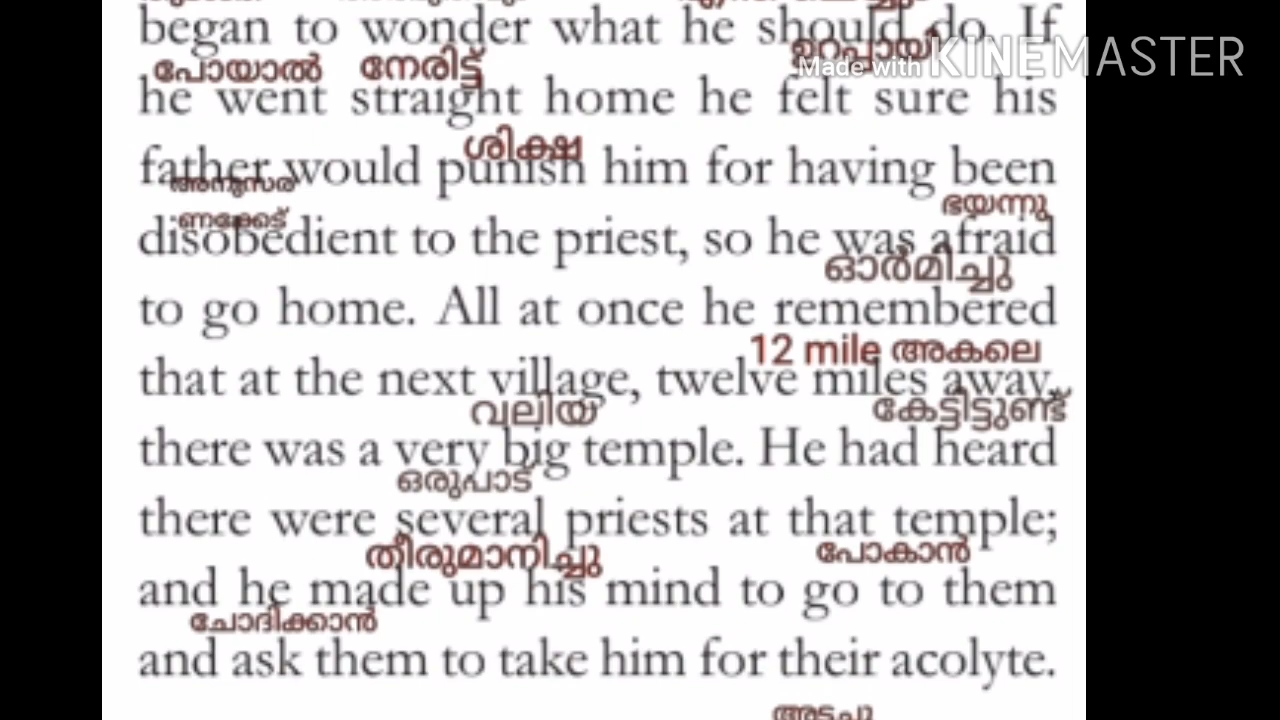 began to wonder what he should do. If
ഉറപ്പായി
Made with KINEMASTER
പോയാൽ നേരിട്ട്
he went straight home he felt sure his
ശിക്ഷ
father would punish him for having been
അനുസര
ണക്കേട്
ഭയന്നു
disobedient to the priest, so he was afraid
ഓർമിച്ചു
to go home. All at once he remembered
12 mile അകലെ
that at the next village, twelve miles away,
വലിയ കേട്ടിട്ടുണ്ട്
there was a very big temple. He had heard
ഒരുപാട്
there were several priests at that temple;
തീരുമാനിച്ചു പോകാൻ
and he made up his mind to go to them
ചോദിക്കാൻ
and ask them to take him for their acolyte.